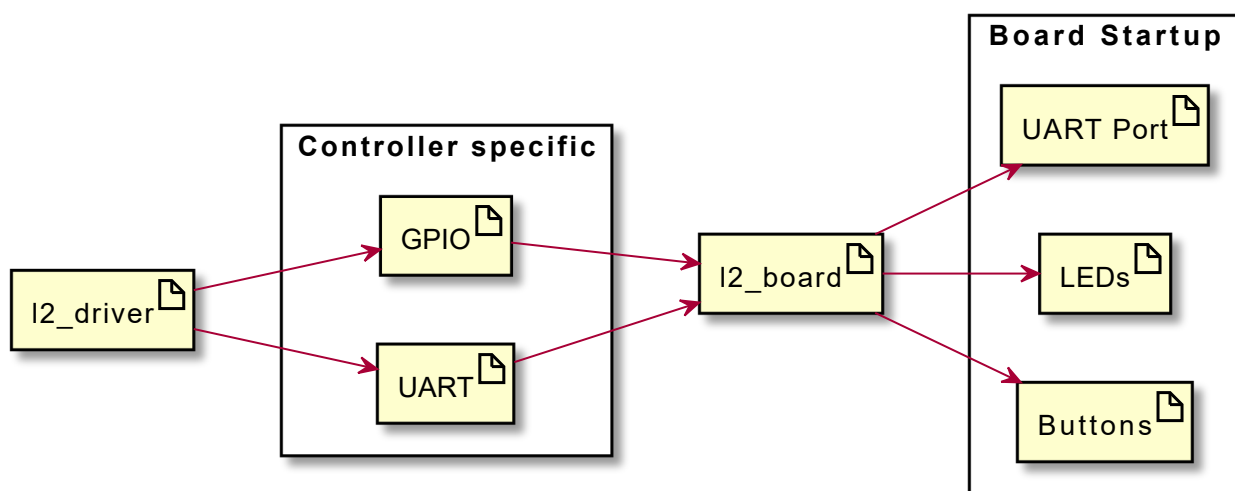 l2_driver
Controller specific
GPIO
UART
l2_board
Board Startup
UART Port
LEDs
Buttons